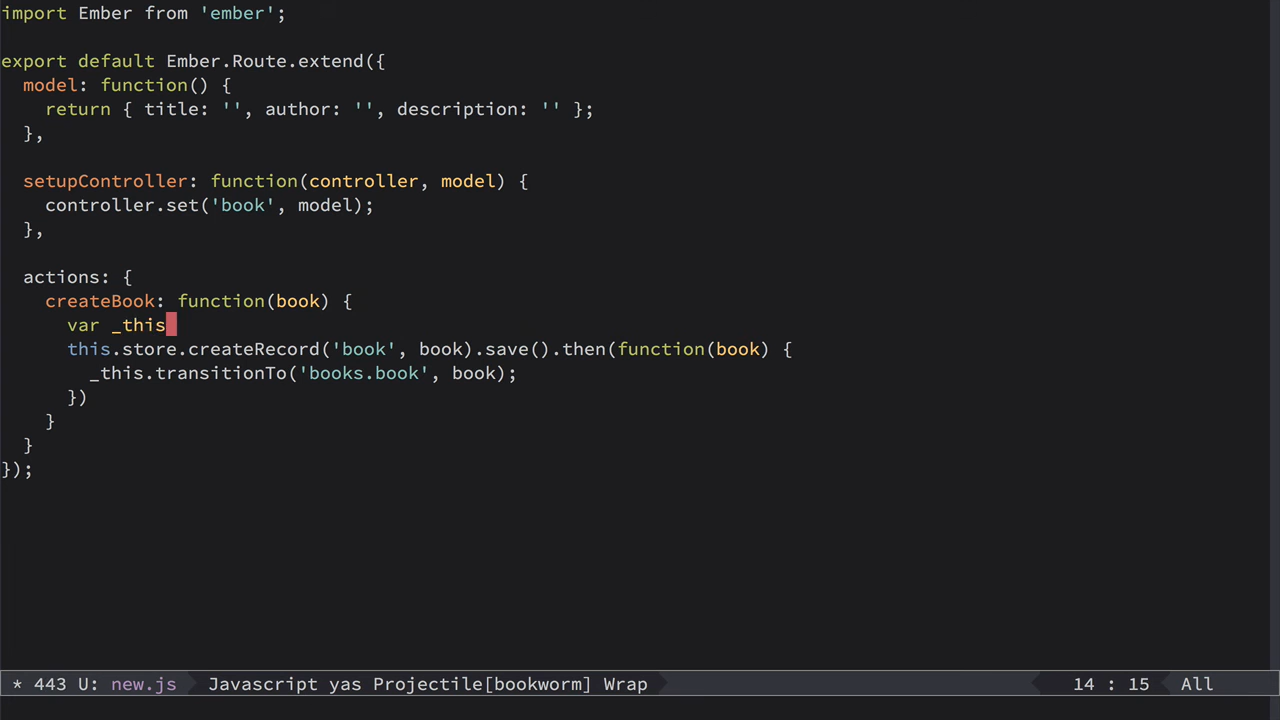 import Ember from 'ember';

export default Ember.Route.extend({
  model: function() {
    return { title: '', author: '', description: '' };
  },

  setupController: function(controller, model) {
    controller.set('book', model);
  },

  actions: {
    createBook: function(book) {
      var _this
      this.store.createRecord('book', book).save().then(function(book) {
        _this.transitionTo('books.book', book);
      })
    }
  }
});
* 443 U: new.js Javascript yas Projectile[bookworm] Wrap 14 : 15 All